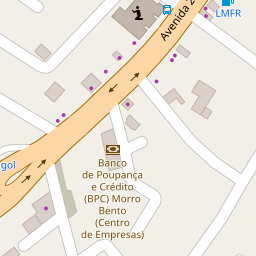 LMFR
Avenida 2
gol
Banco
de Poupança
e Crédito
(BPC) Morro
Bento
(Centro
de Empresas)